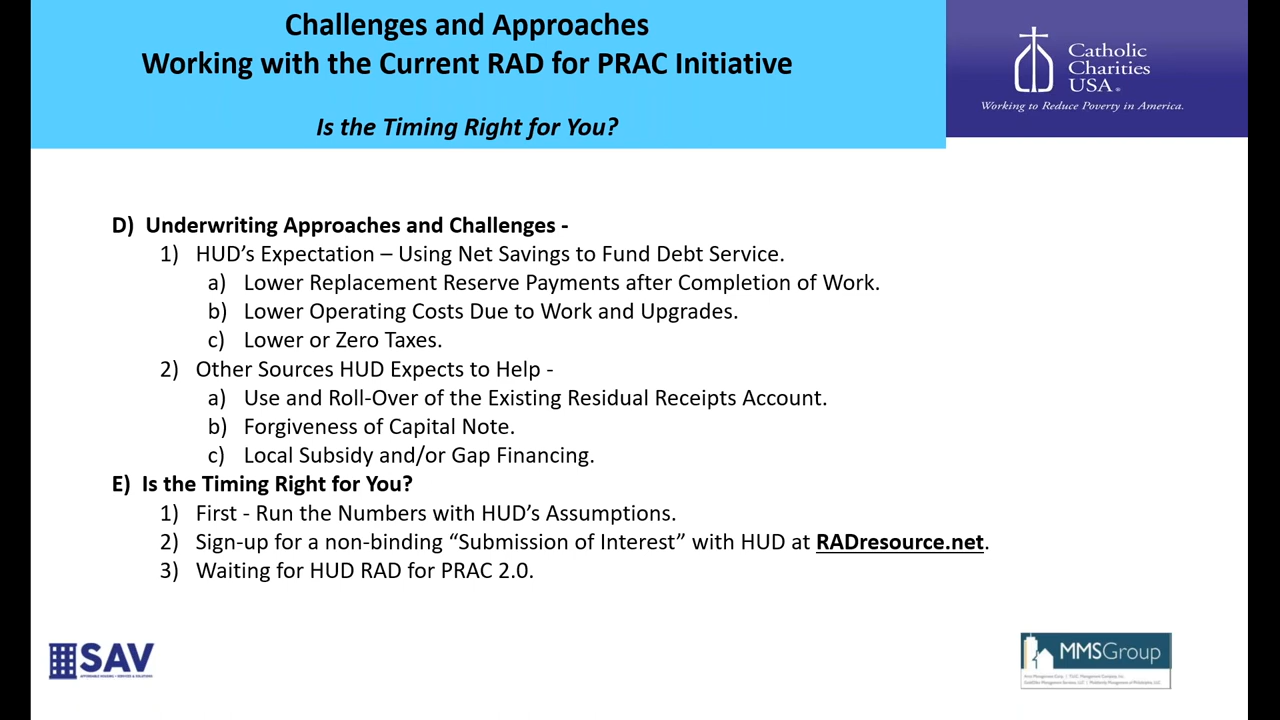 Challenges and Approaches
Working with the Current RAD for PRAC Initiative
Is the Timing Right for You?
Catholic
Charities
USA®
Working to Reduce Poverty in America.
D) Underwriting Approaches and Challenges -
1) HUD’s Expectation – Using Net Savings to Fund Debt Service.
a) Lower Replacement Reserve Payments after Completion of Work.
b) Lower Operating Costs Due to Work and Upgrades.
c) Lower or Zero Taxes.
2) Other Sources HUD Expects to Help -
a) Use and Roll-Over of the Existing Residual Receipts Account.
b) Forgiveness of Capital Note.
c) Local Subsidy and/or Gap Financing.
E) Is the Timing Right for You?
1) First - Run the Numbers with HUD’s Assumptions.
2) Sign-up for a non-binding “Submission of Interest” with HUD at RADresource.net.
3) Waiting for HUD RAD for PRAC 2.0.
SAV
MMSGroup